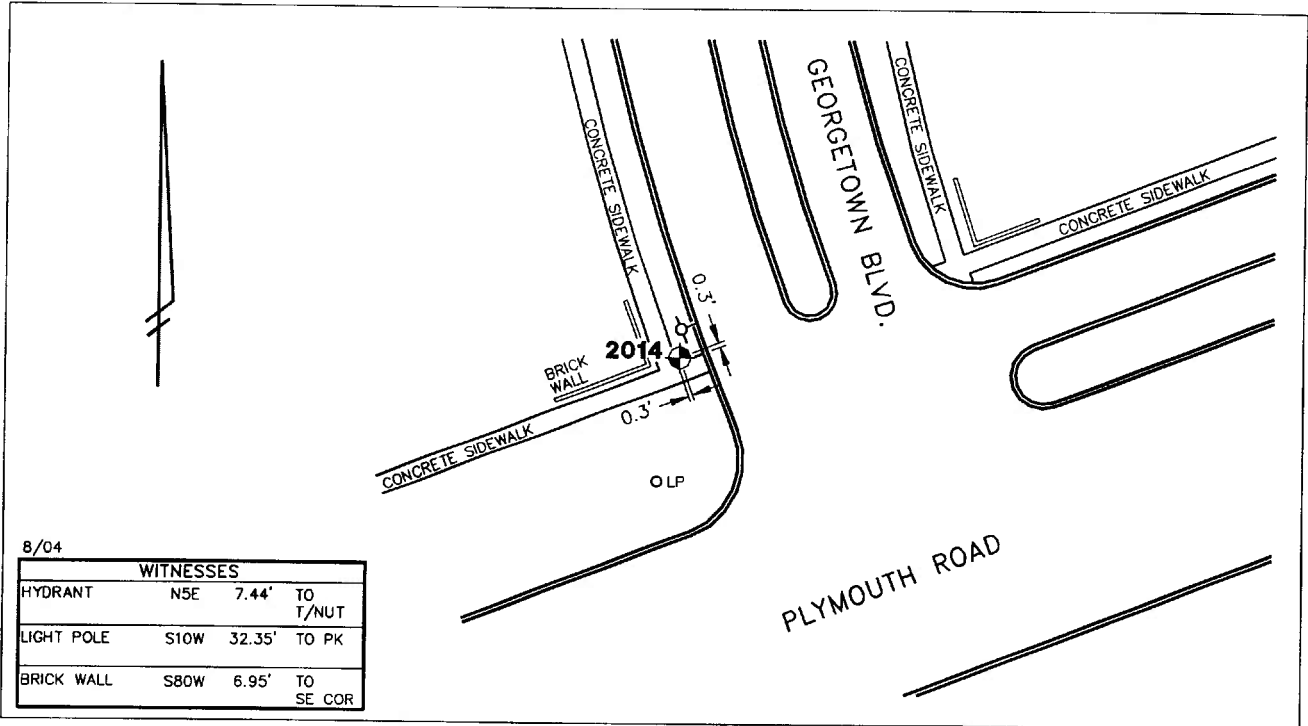 GEORGETOWN BLVD.
CONCRETE SIDEWALK
CONCRETE SIDEWALK
CONCRETE SIDEWALK
0.3'
2014
BRICK
WALL
0.3'
CONCRETE SIDEWALK
LP
PLYMOUTH ROAD
8/04
WITNESSES
HYDRANT N5E 7.44' TO
T/NUT
LIGHT POLE S10W 32.35' TO PK
BRICK WALL S80W 6.95' TO
SE COR